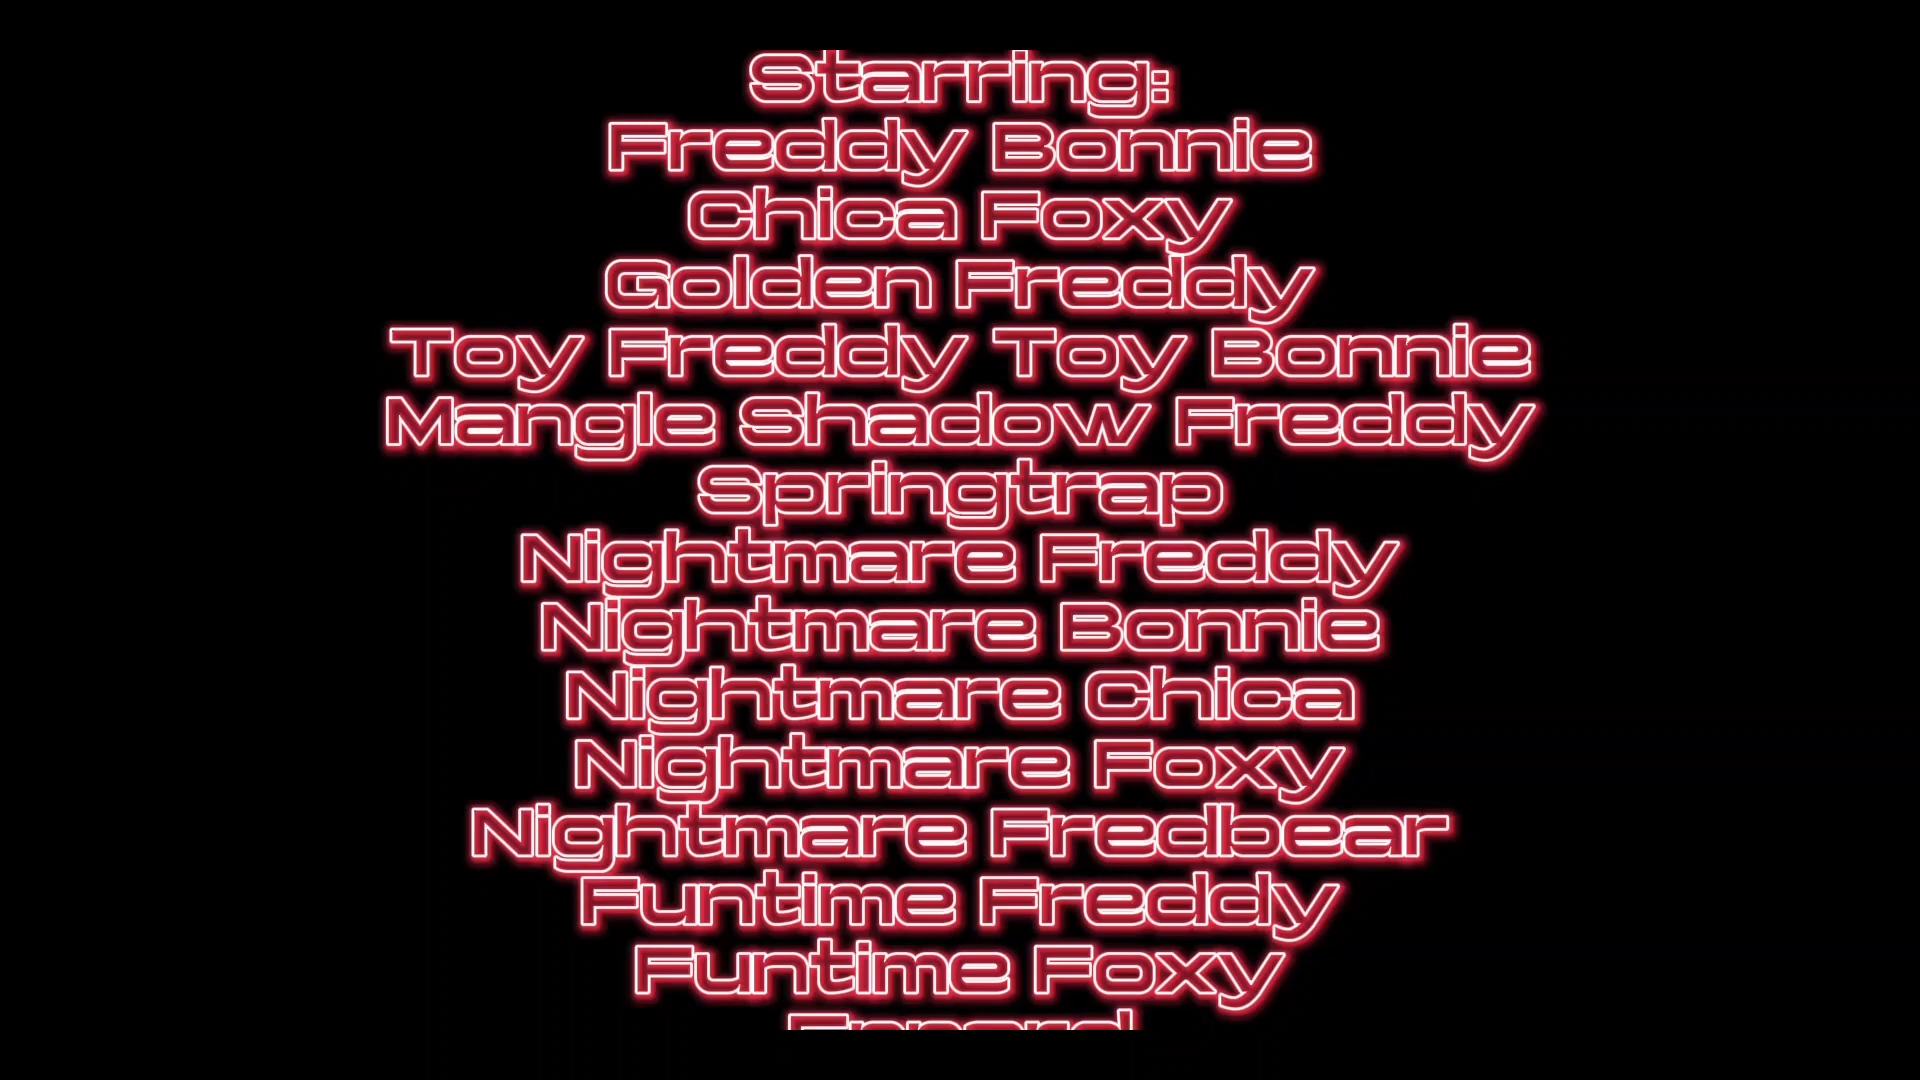 Starring:
Freddy Bonnie
Chica Foxy
Golden Freddy
Toy Freddy Toy Bonnie
Mangle Shadow Freddy
Springtrap
Nightmare Freddy
Nightmare Bonnie
Nightmare Chica
Nightmare Foxy
Nightmare Fredbear
Funtime Freddy
Funtime Foxy